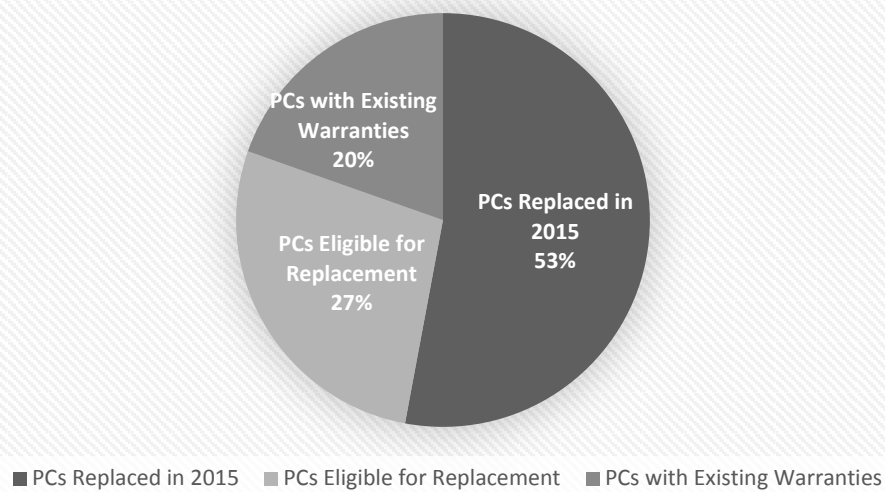 PCs with Existing
Warranties
20%
PCs Replaced in
2015
53%
PCs Eligible for
Replacement
27%
PCs Replaced in 2015 PCs Eligible for Replacement PCs with Existing Warranties